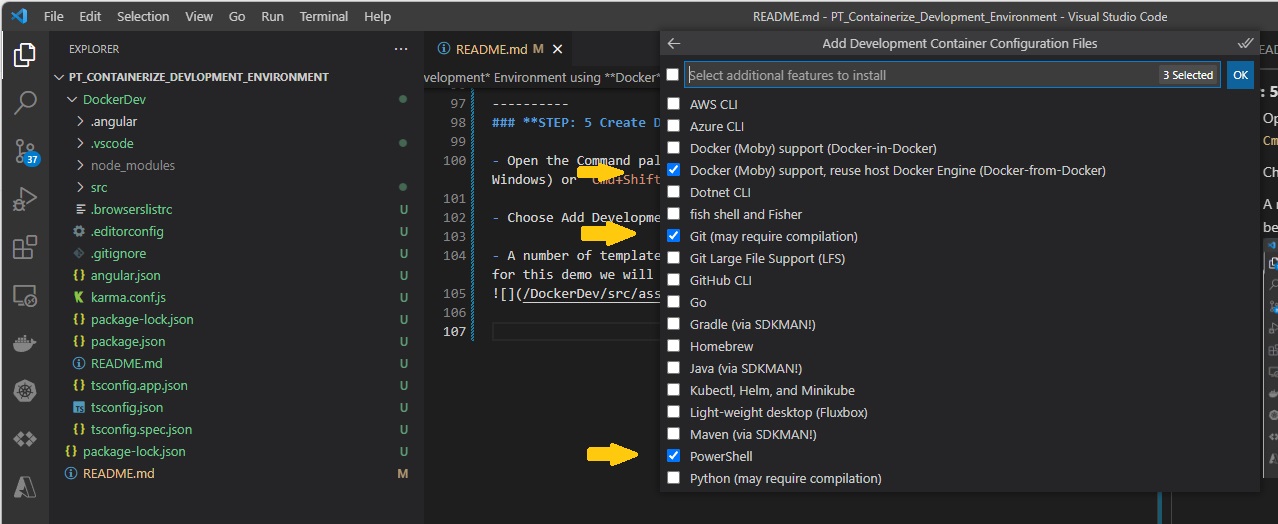 File Edit Selection View Go Run Terminal Help
README.md - PT_Containerize_Devlopment_Environment - Visual Studio Code
EXPLORER
PT_CONTAINERIZE_DEVLOPMENT_ENVIRONMENT
DockerDev
.angular
.vscode
37
node_modules
src
.browserslistrc U
.editorconfig U
.gitignore U
{} angular.json U
karma.conf.js U
{} package-lock.json U
{} package.json U
README.md U
{} tsconfig.app.json U
TS tsconfig.json U
{} tsconfig.spec.json U
{} package-lock.json U
README.md M
README.md M
evelopment* Environment using **Docker*
97 ----------
98 ### **STEP: 5 Create D
99
100 - Open the Command pal
Windows) or `Cmd+Shift
101
102 - Choose Add Developme
103
104 - A number of template
for this demo we will
105 ![](/DockerDev/src/ass
106
107
Add Development Container Configuration Files
Select additional features to install 3 Selected OK
AWS CLI
Azure CLI
Docker (Moby) support (Docker-in-Docker)
Docker (Moby) support, reuse host Docker Engine (Docker-from-Docker)
Dotnet CLI
fish shell and Fisher
Git (may require compilation)
Git Large File Support (LFS)
GitHub CLI
Go
Gradle (via SDKMAN!)
Homebrew
Java (via SDKMAN!)
Kubectl, Helm, and Minikube
Light-weight desktop (Fluxbox)
Maven (via SDKMAN!)
PowerShell
Python (may require compilation)
: 5
Op
Cm
Ch
A n
be